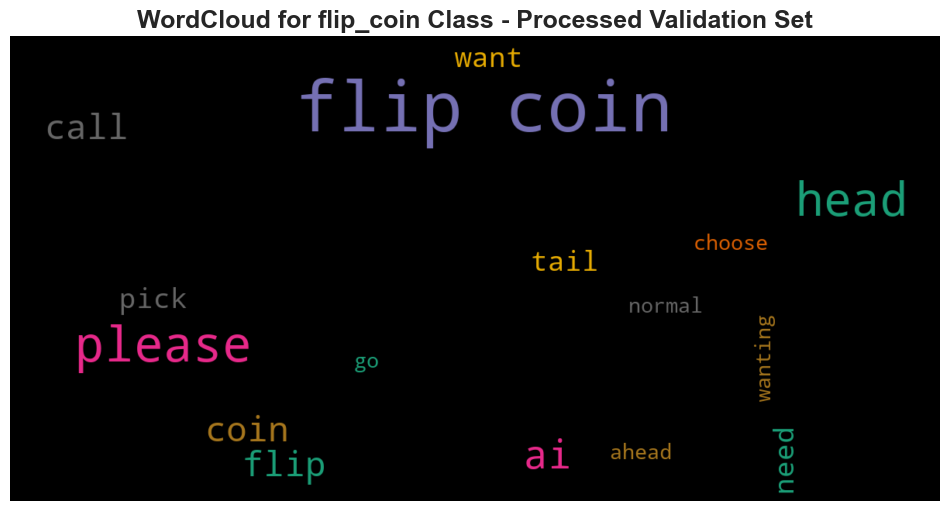 WordCloud for flip_coin Class - Processed Validation Set
want
flip coin
call
head
choose
tail
pick
normal
please
wanting
go
coin
flip
ai
ahead
need